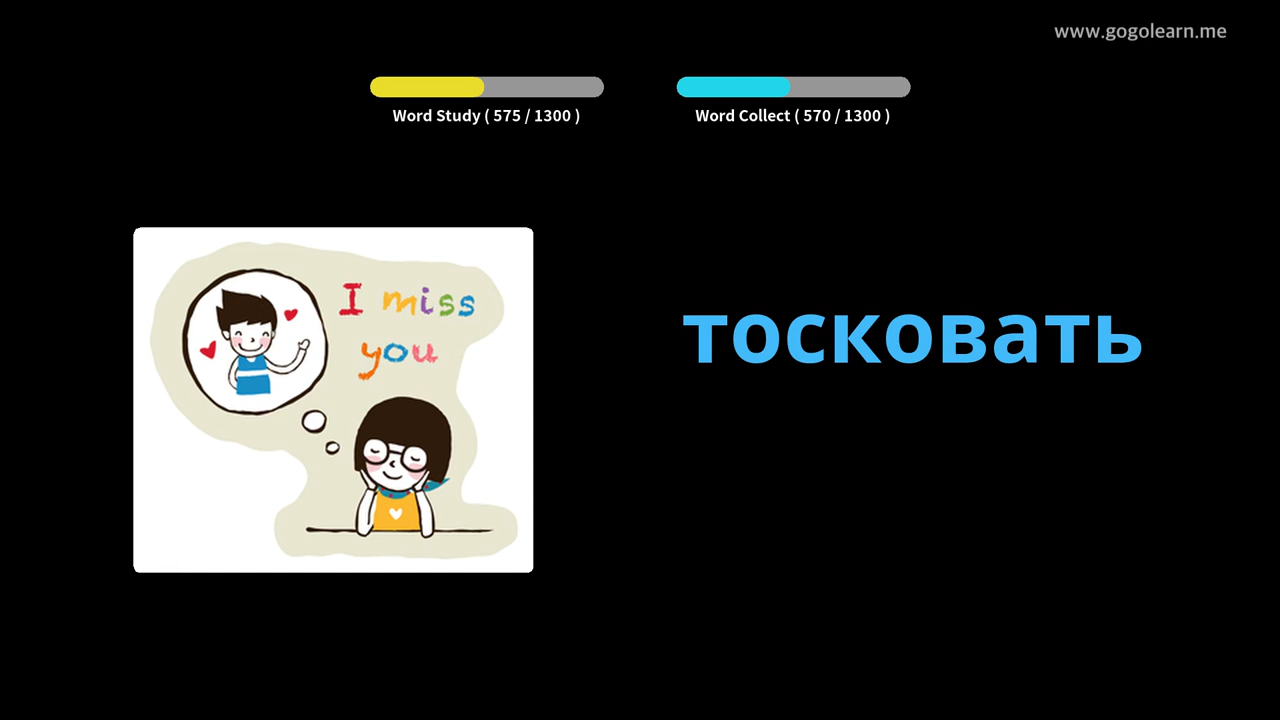 www.gogolearn.me
Word Study ( 575 / 1300 )
Word Collect ( 570 / 1300 )
I miss
you
тосковать